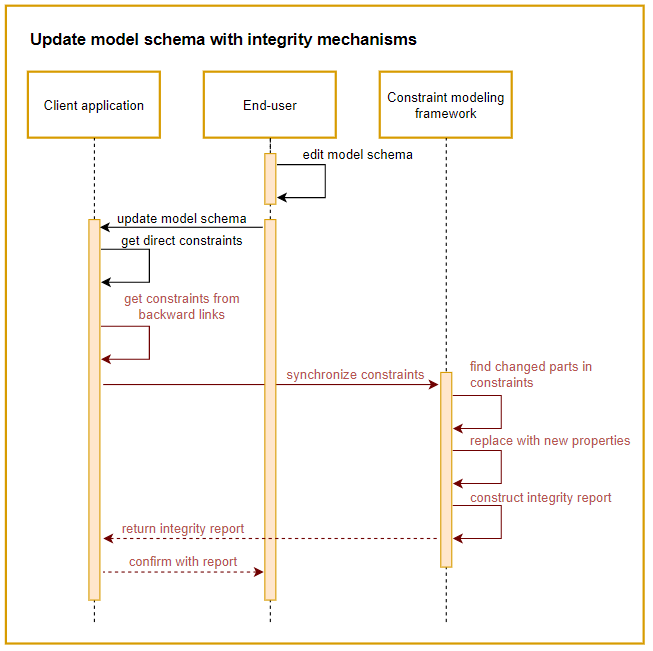 Update model schema with integrity mechanisms
Client application
End-user
Constraint modeling
framework
edit model schema
update model schema
get direct constraints
get constraints from
backward links
synchronize constraints
find changed parts in
constraints
replace with new properties
construct integrity report
return integrity report
confirm with report